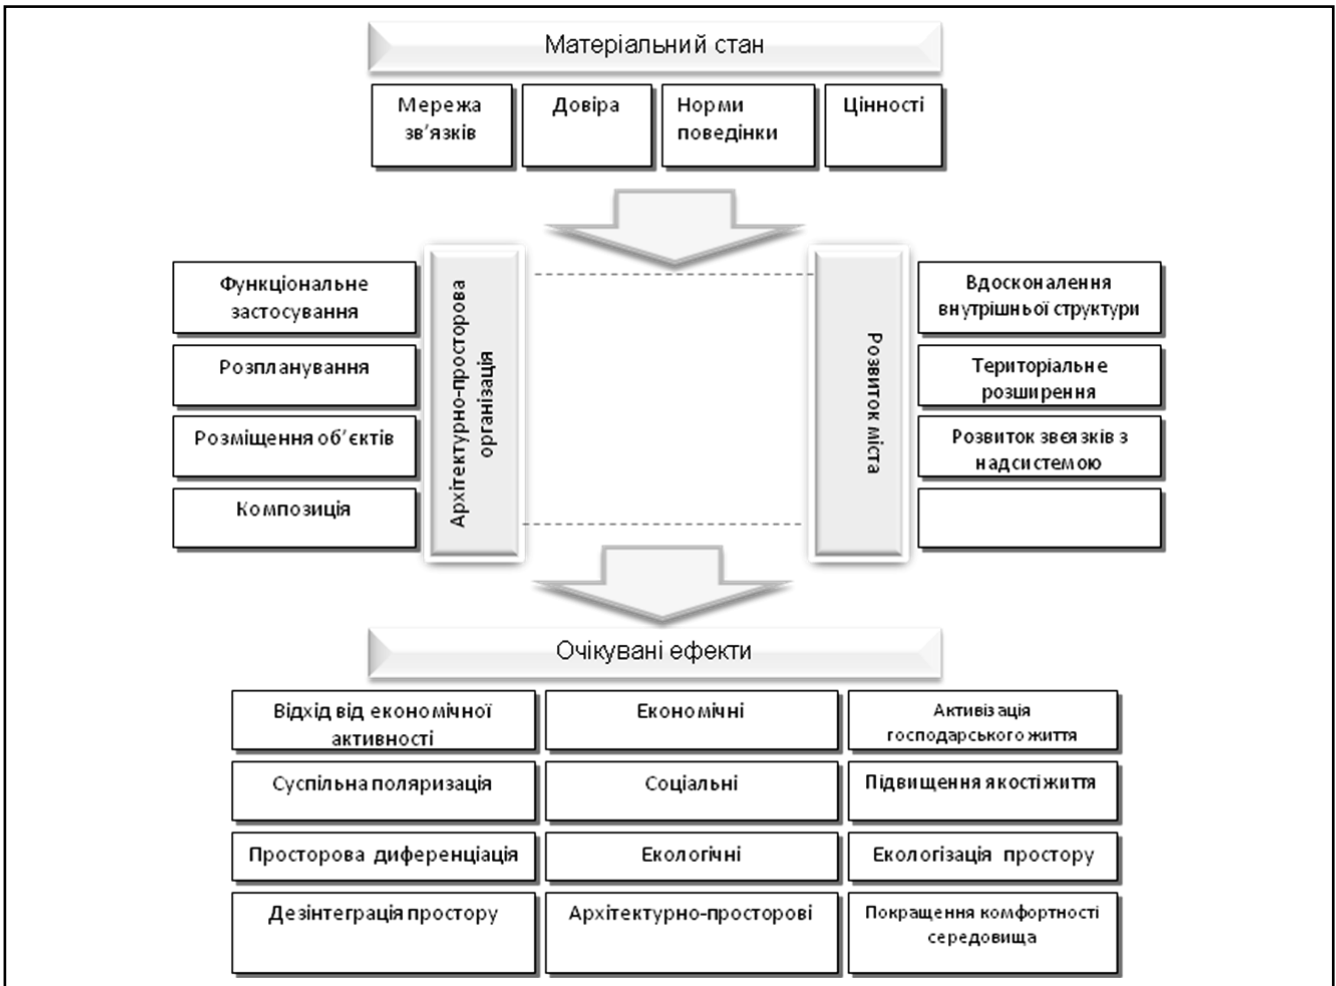 Матеріальний стан
Мережа
зв’язків
Довіра
Норми
поведінки
Цінності
Функціональне
застосування
Розпланування
Розміщення об’єктів
Композиція
Архітектурно-просторова
організація
Розвиток міста
Вдосконалення
внутрішньої структури
Територіальне
розширення
Розвиток звєязків з
надсистемою
Очікувані ефекти
Відхід від економічної
активності
Економічні
Активізація
господарського життя
Суспільна поляризація
Соціальні
Підвищення якості життя
Просторова диференціація
Екологічні
Екологізація простору
Дезінтеграція простору
Архітектурно-просторові
Покращення комфортності
середовища